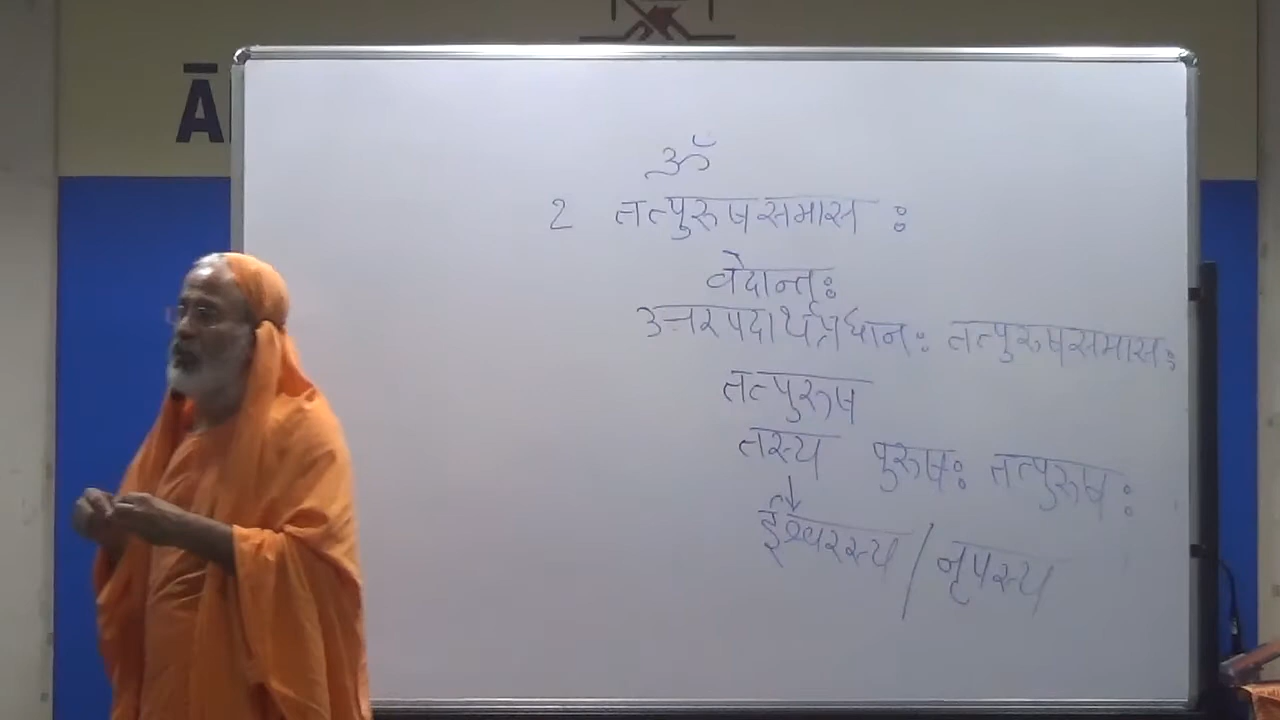 Ā
ॐ
2 तत्पुरुषसमासः
वेदान्तः
उत्तरपदार्थप्रधानः तत्पुरुषसमासः
तत्पुरुष
तस्य पुरुषः तत्पुरुषः
ईश्वरस्य / नृपस्य